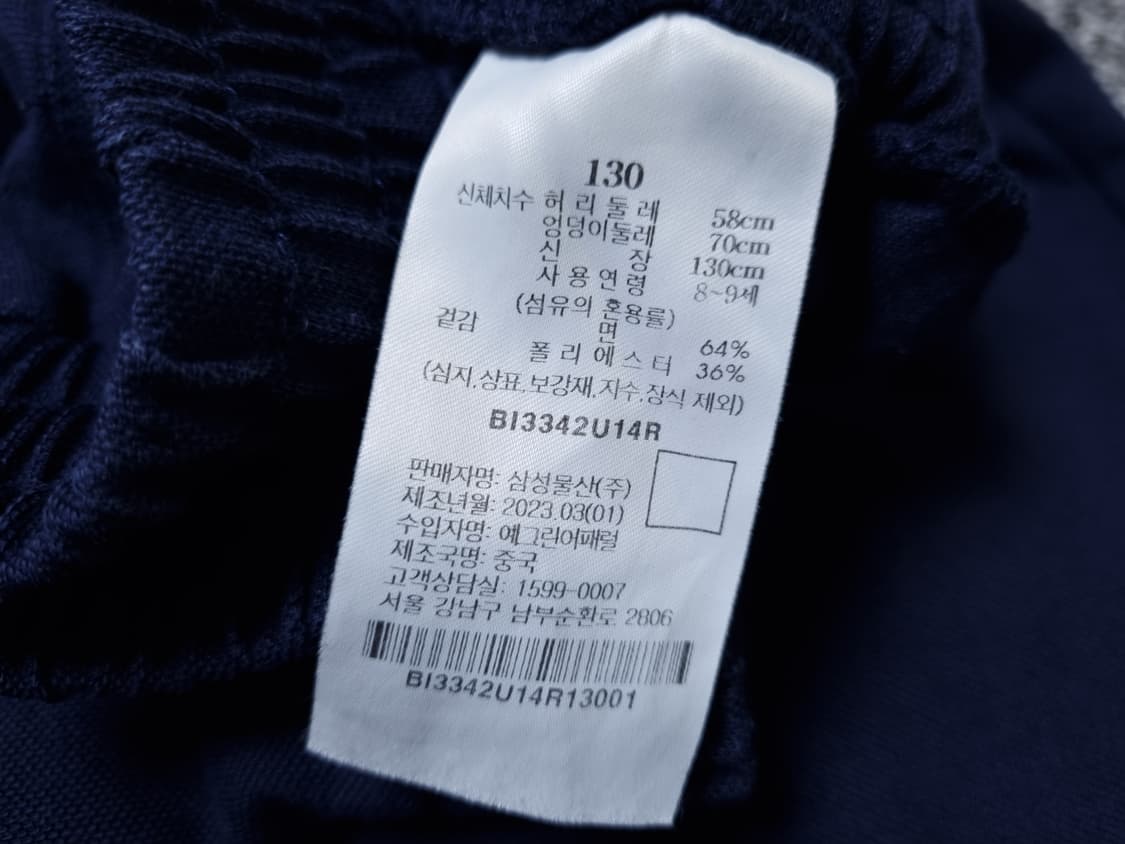 130
신체치수 허 리 둘 레 58cm
엉덩이둘레 70cm
신 장 130cm
사 용 연 령 8~9세
(섬유의 혼용률)
겉감 면 64%
폴 리 에 스 터 36%
(심지,상표,보강재,자수,장식 제외)
BI3342U14R
판매자명: 삼성물산(주)
제조년월: 2023.03(01)
수입자명: 예그린어패럴
제조국명: 중국
고객상담실: 1599-0007
서울 강남구 남부순환로 2806
BI3342U14R13001